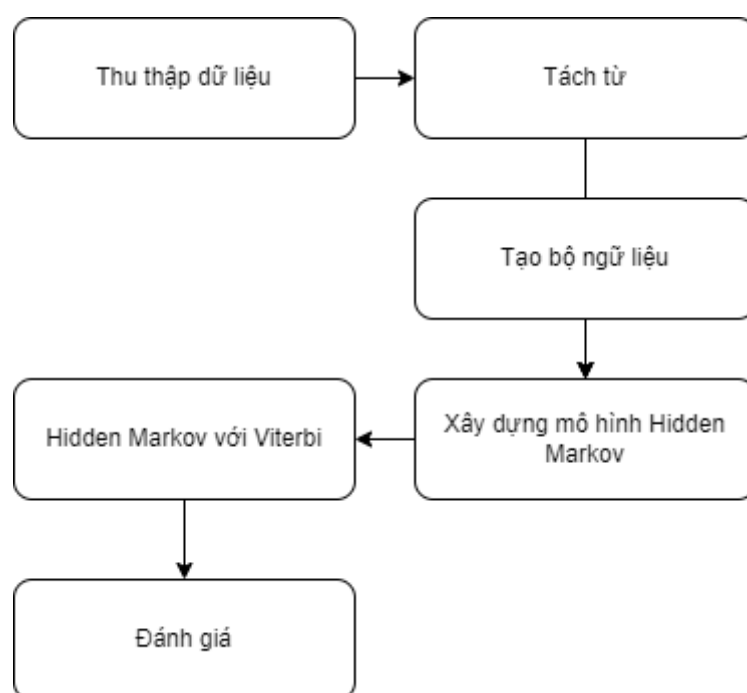 Thu thập dữ liệu
Tách từ
Tạo bộ ngữ liệu
Xây dựng mô hình Hidden
Markov
Hidden Markov với Viterbi
Đánh giá